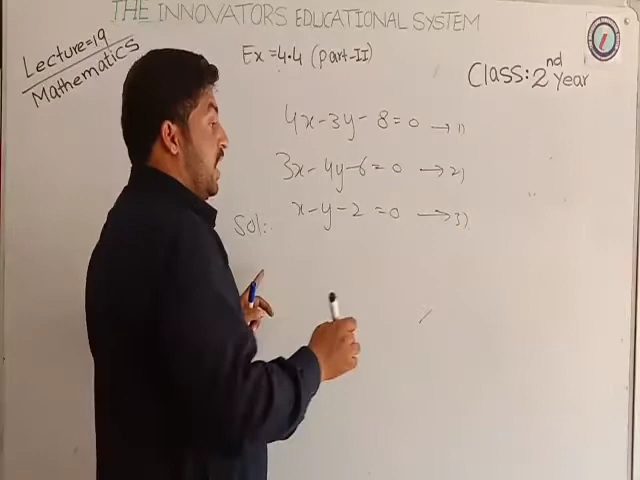 THE INNOVATORS EDUCATIONAL SYSTEM
Lecture=19
Mathematics
Ex=4.4 (Part-II)
Class: 2nd year
4x-3y-8=0 → 1)
3x-4y-6=0 → 2)
Sol:. x-y-2=0 → 3)